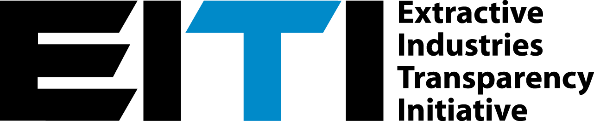 EITI
Extractive
Industries
Transparency
Initiative